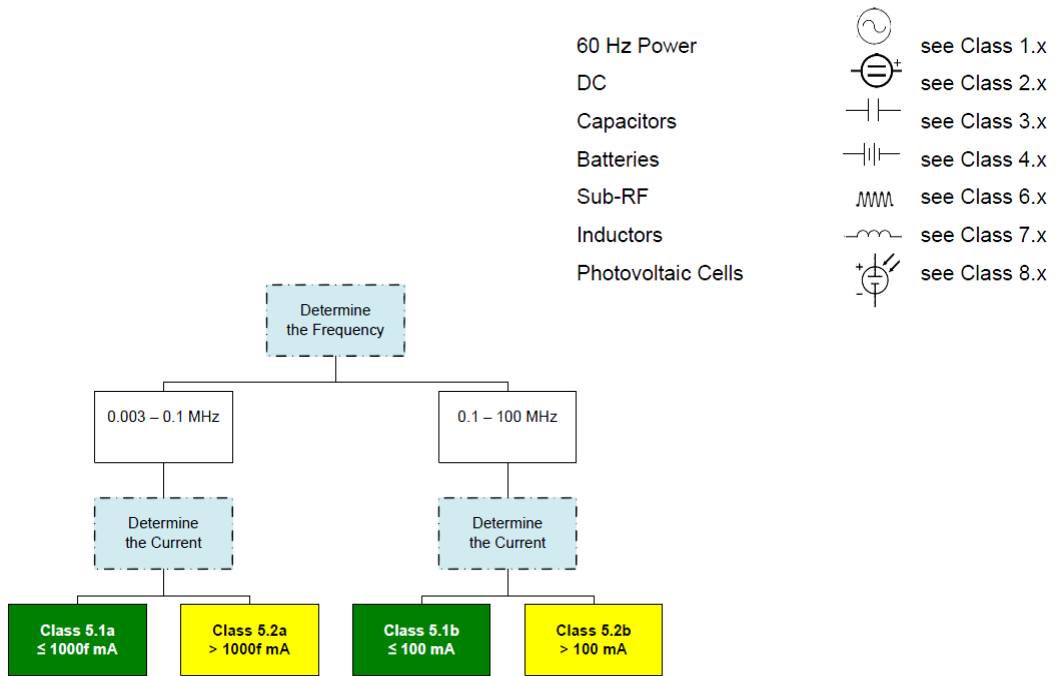 60 Hz Power see Class 1.x
DC + see Class 2.x
Capacitors see Class 3.x
Batteries see Class 4.x
Sub-RF see Class 6.x
Inductors see Class 7.x
Photovoltaic Cells + − see Class 8.x
Determine
the Frequency
0.003 – 0.1 MHz
0.1 – 100 MHz
Determine
the Current
Determine
the Current
Class 5.1a
≤ 1000f mA
Class 5.2a
> 1000f mA
Class 5.1b
≤ 100 mA
Class 5.2b
> 100 mA